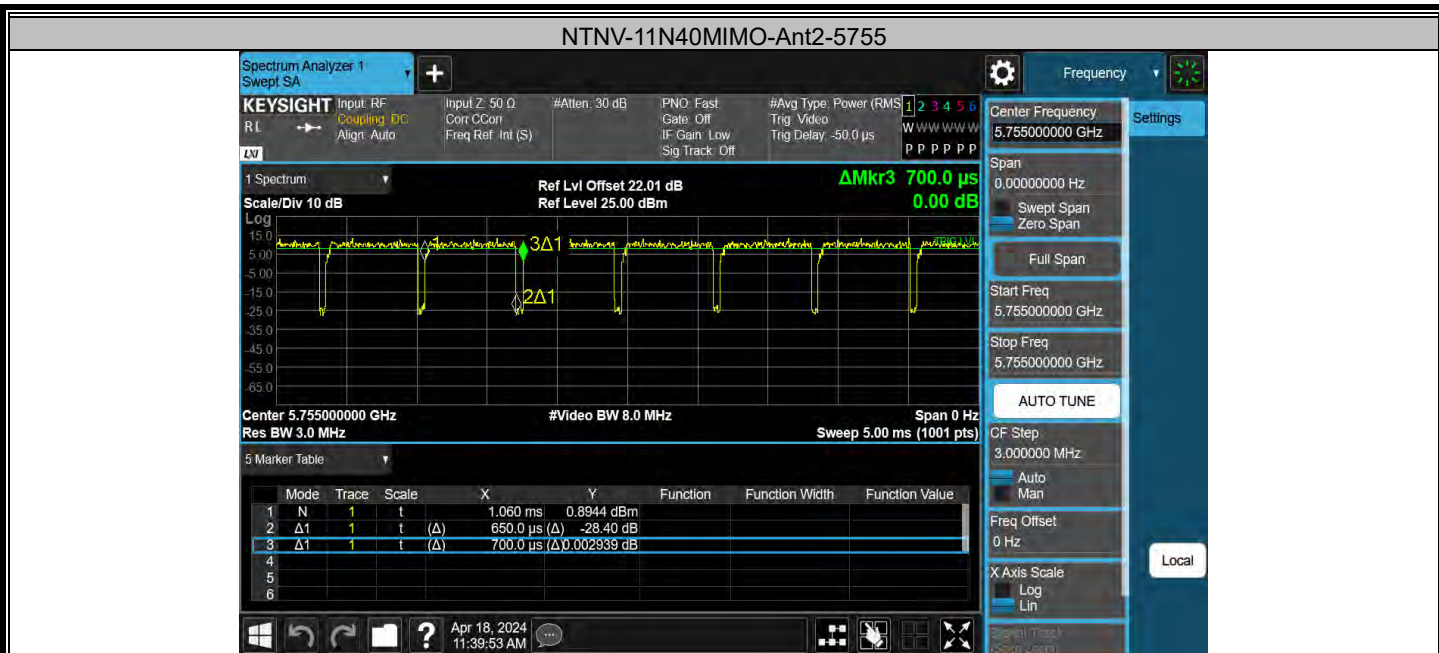 NTNV-11N40MIMO-Ant2-5755
Spectrum Analyzer 1
Swept SA
Frequency
KEYSIGHT Input: RF Input Z: 50 Ω #Atten: 30 dB PNO: Fast #Avg Type: Power (RMS 1 2 3 4 5 6
RL Coupling: DC Corr CCorr Gate: Off Trig: Video
Align: Auto Freq Ref: Int (S) IF Gain: Low Trig Delay: -50.0 µs W W W W W W
LXI Sig Track: Off P P P P P P
Center Frequency
5.755000000 GHz
Settings
Span
0.00000000 Hz
Swept Span
Zero Span
Full Span
Start Freq
5.755000000 GHz
Stop Freq
5.755000000 GHz
AUTO TUNE
CF Step
3.000000 MHz
Auto
Man
Freq Offset
0 Hz
X Axis Scale
Log
Lin
Local
1 Spectrum
Ref Lvl Offset 22.01 dB ΔMkr3 700.0 µs
Scale/Div 10 dB Ref Level 25.00 dBm 0.00 dB
Log
15.0
5.00
-5.00
-15.0
-25.0
-35.0
-45.0
-55.0
-65.0
3Δ1
2Δ1
TRIG LVL
Center 5.755000000 GHz #Video BW 8.0 MHz Span 0 Hz
Res BW 3.0 MHz Sweep 5.00 ms (1001 pts)
5 Marker Table
Mode Trace Scale X Y Function Function Width Function Value
1 N 1 t 1.060 ms 0.8944 dBm
2 Δ1 1 t (Δ) 650.0 µs (Δ) -28.40 dB
3 Δ1 1 t (Δ) 700.0 µs (Δ) 0.002939 dB
4
5
6
?
Apr 18, 2024
11:39:53 AM